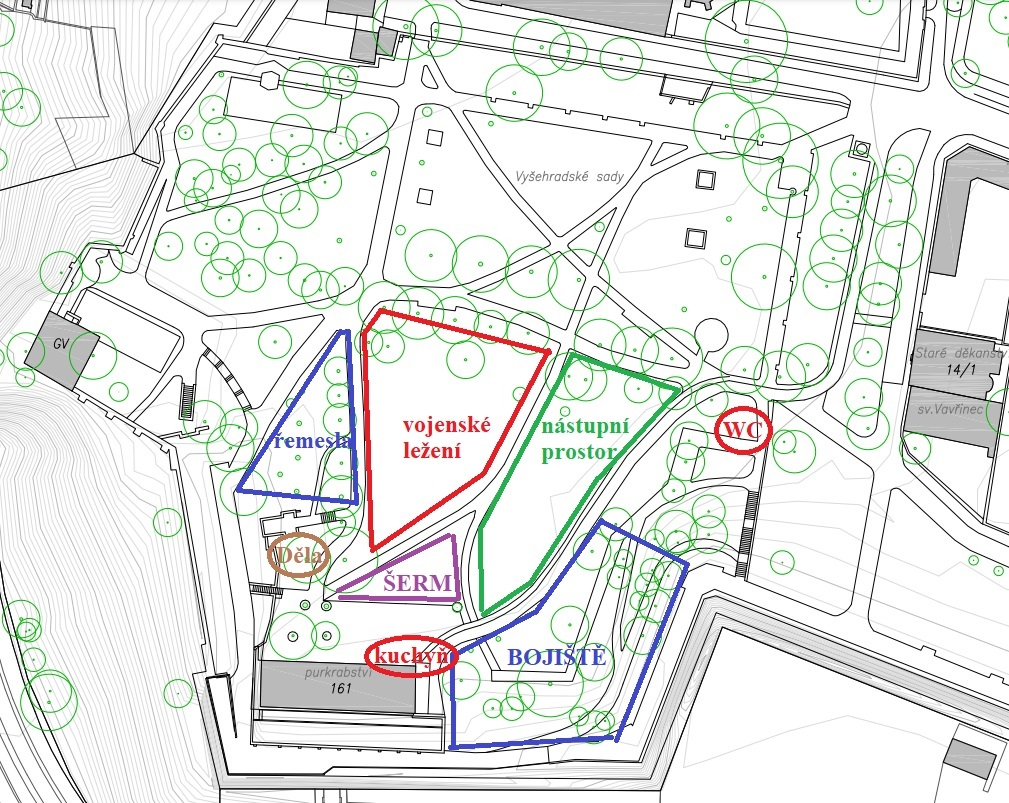 Vyšehradské sady
GV
Staré děkanstv
14/1
sv.Vavřinec
WC
řemesla
vojenské
ležení
nástupní
prostor
Děla
ŠERM
kuchyň
BOJIŠTĚ
purkrabství
161